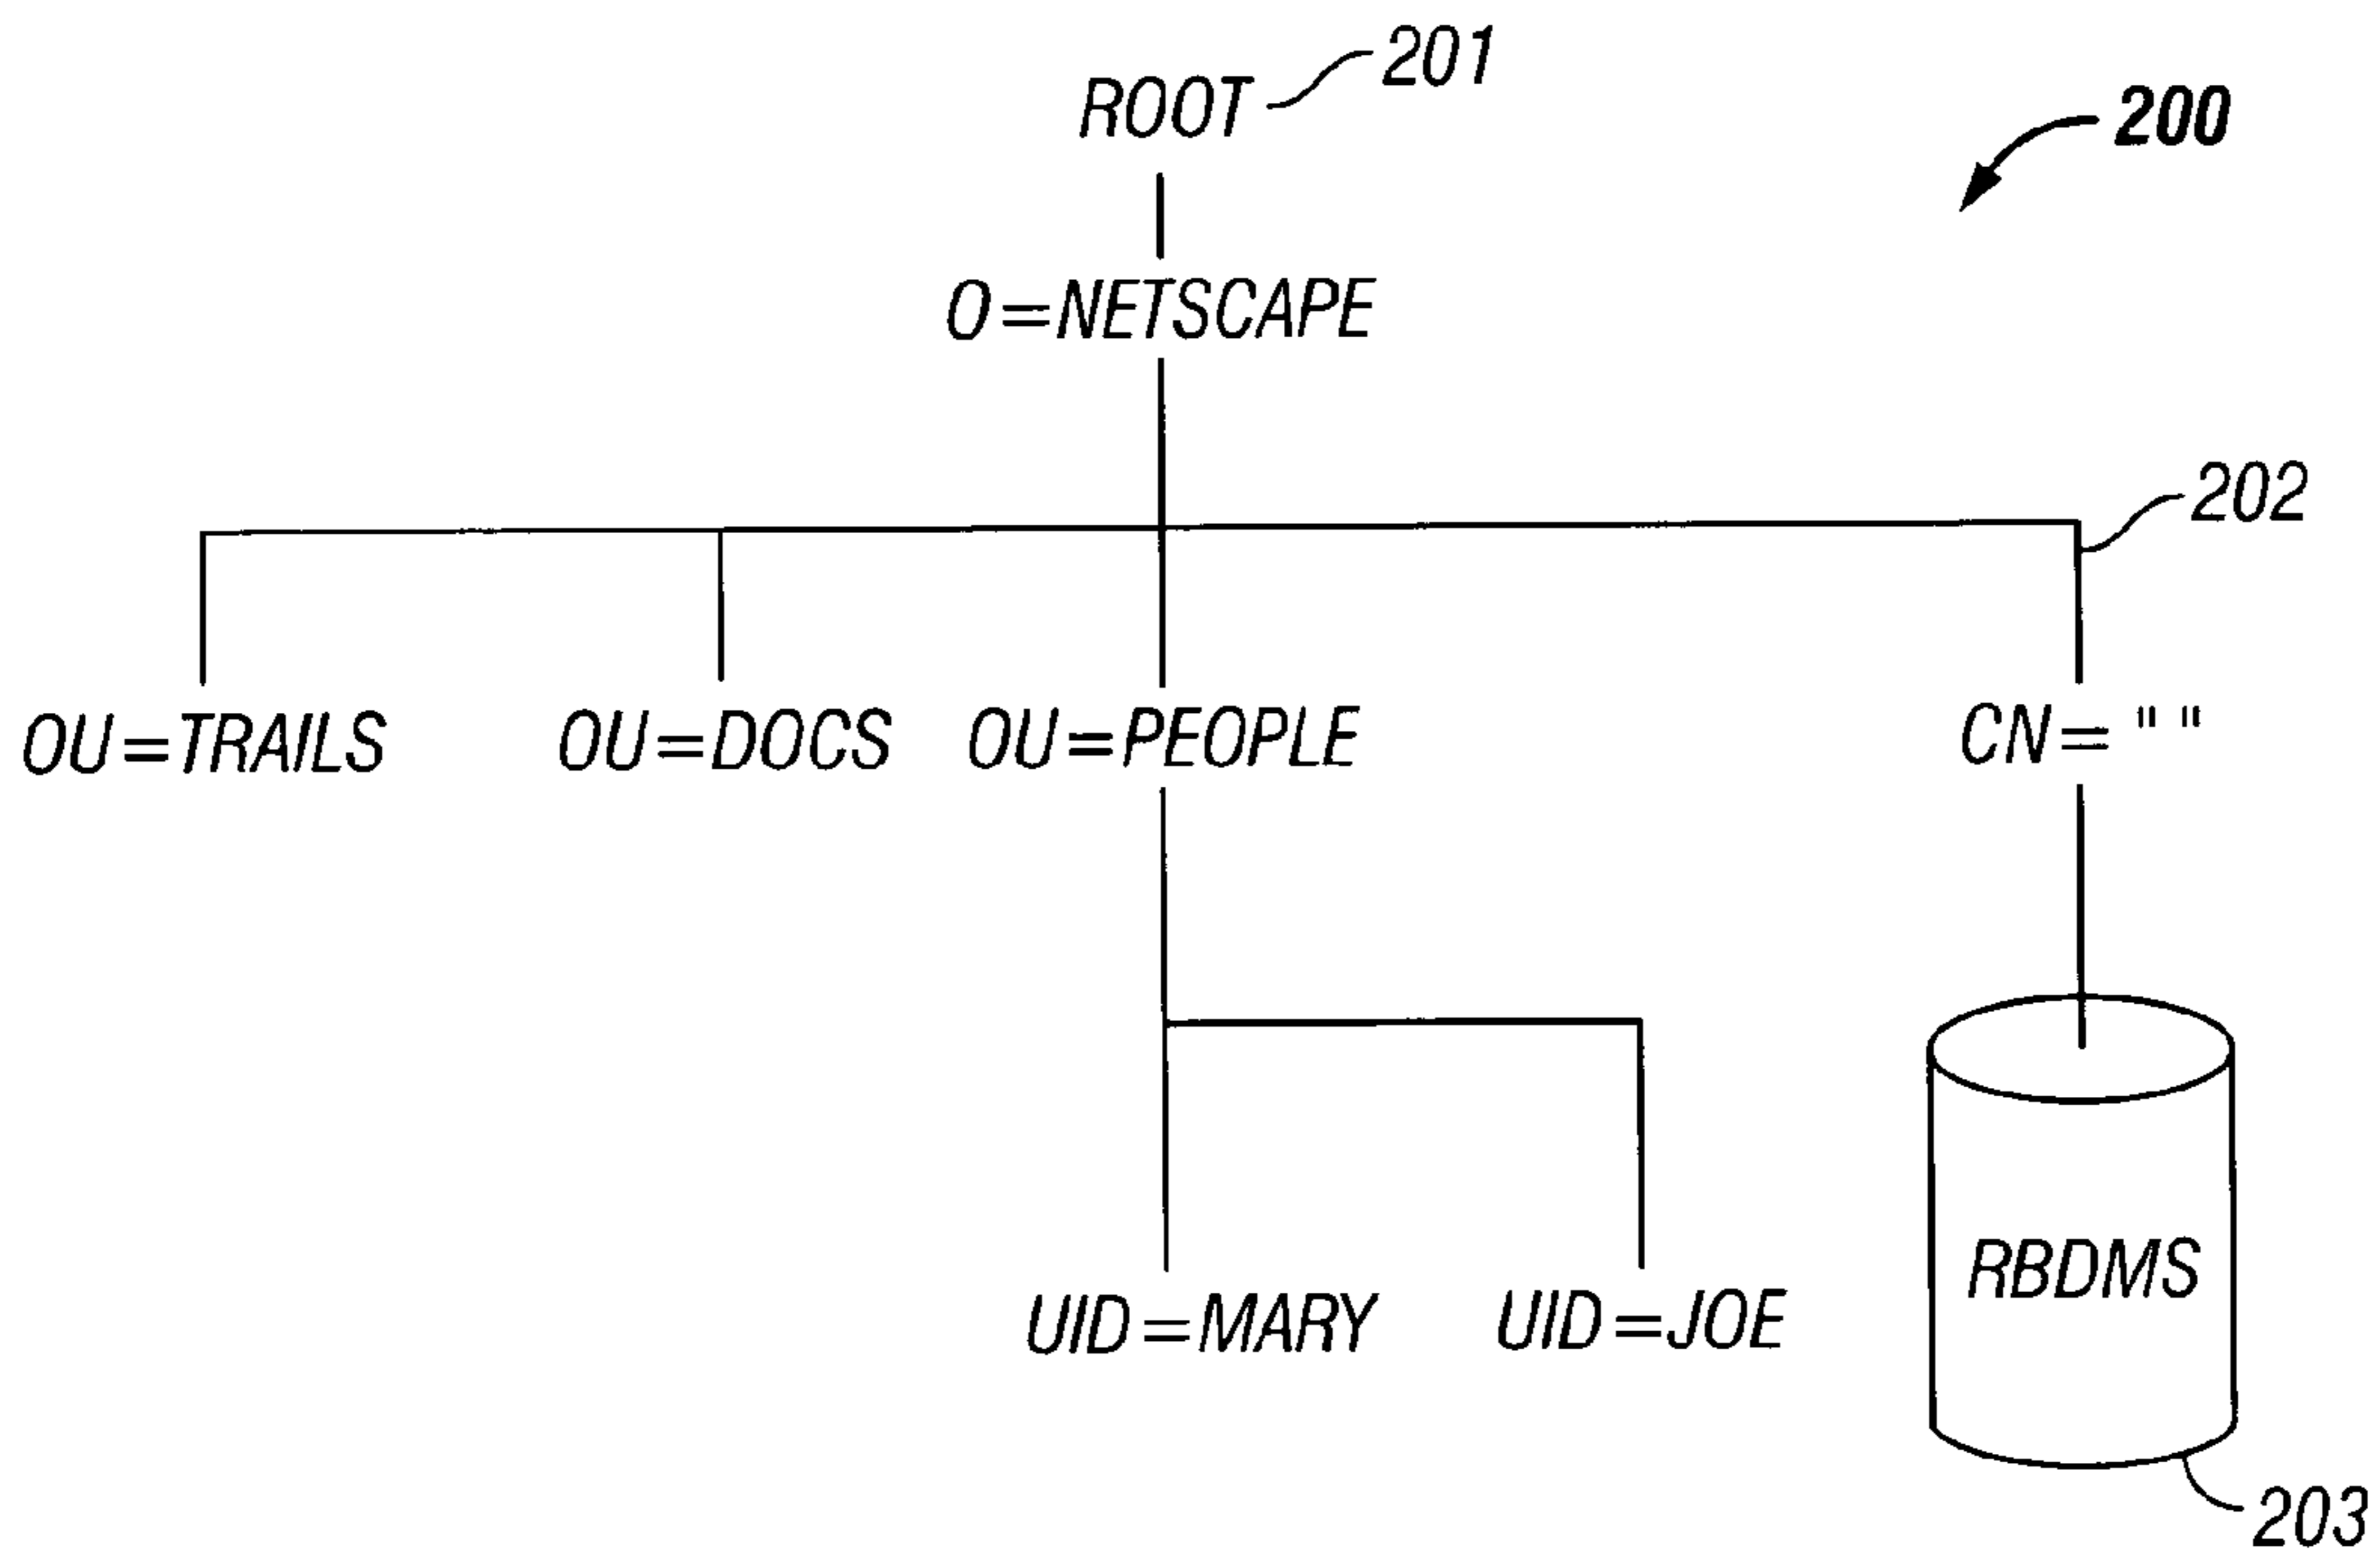 201
ROOT
200
O=NETSCAPE
202
OU=TRAILS
OU=DOCS
OU=PEOPLE
CN=" "
RBDMS
UID=MARY
UID=JOE
203